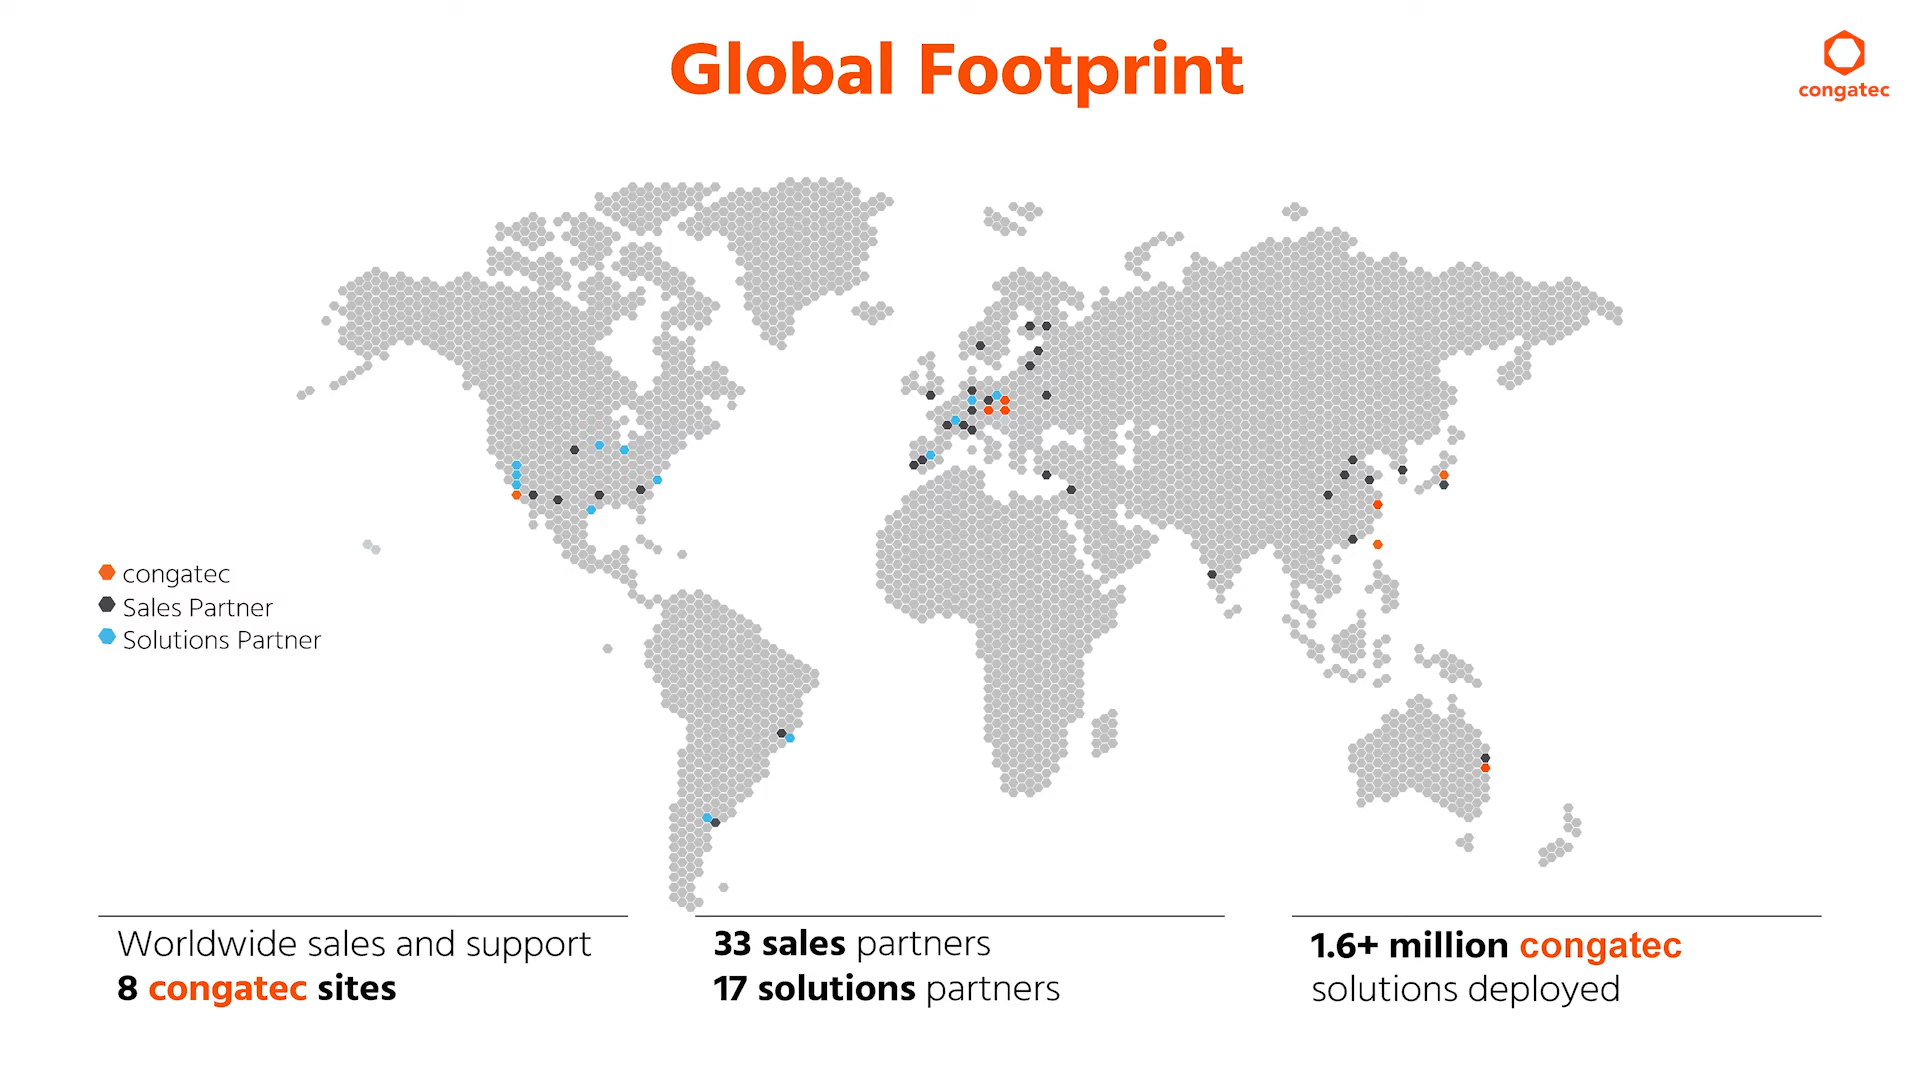 Global Footprint
congatec
congatec
Sales Partner
Solutions Partner
Worldwide sales and support
8 congatec sites
33 sales partners
17 solutions partners
1.6+ million congatec
solutions deployed